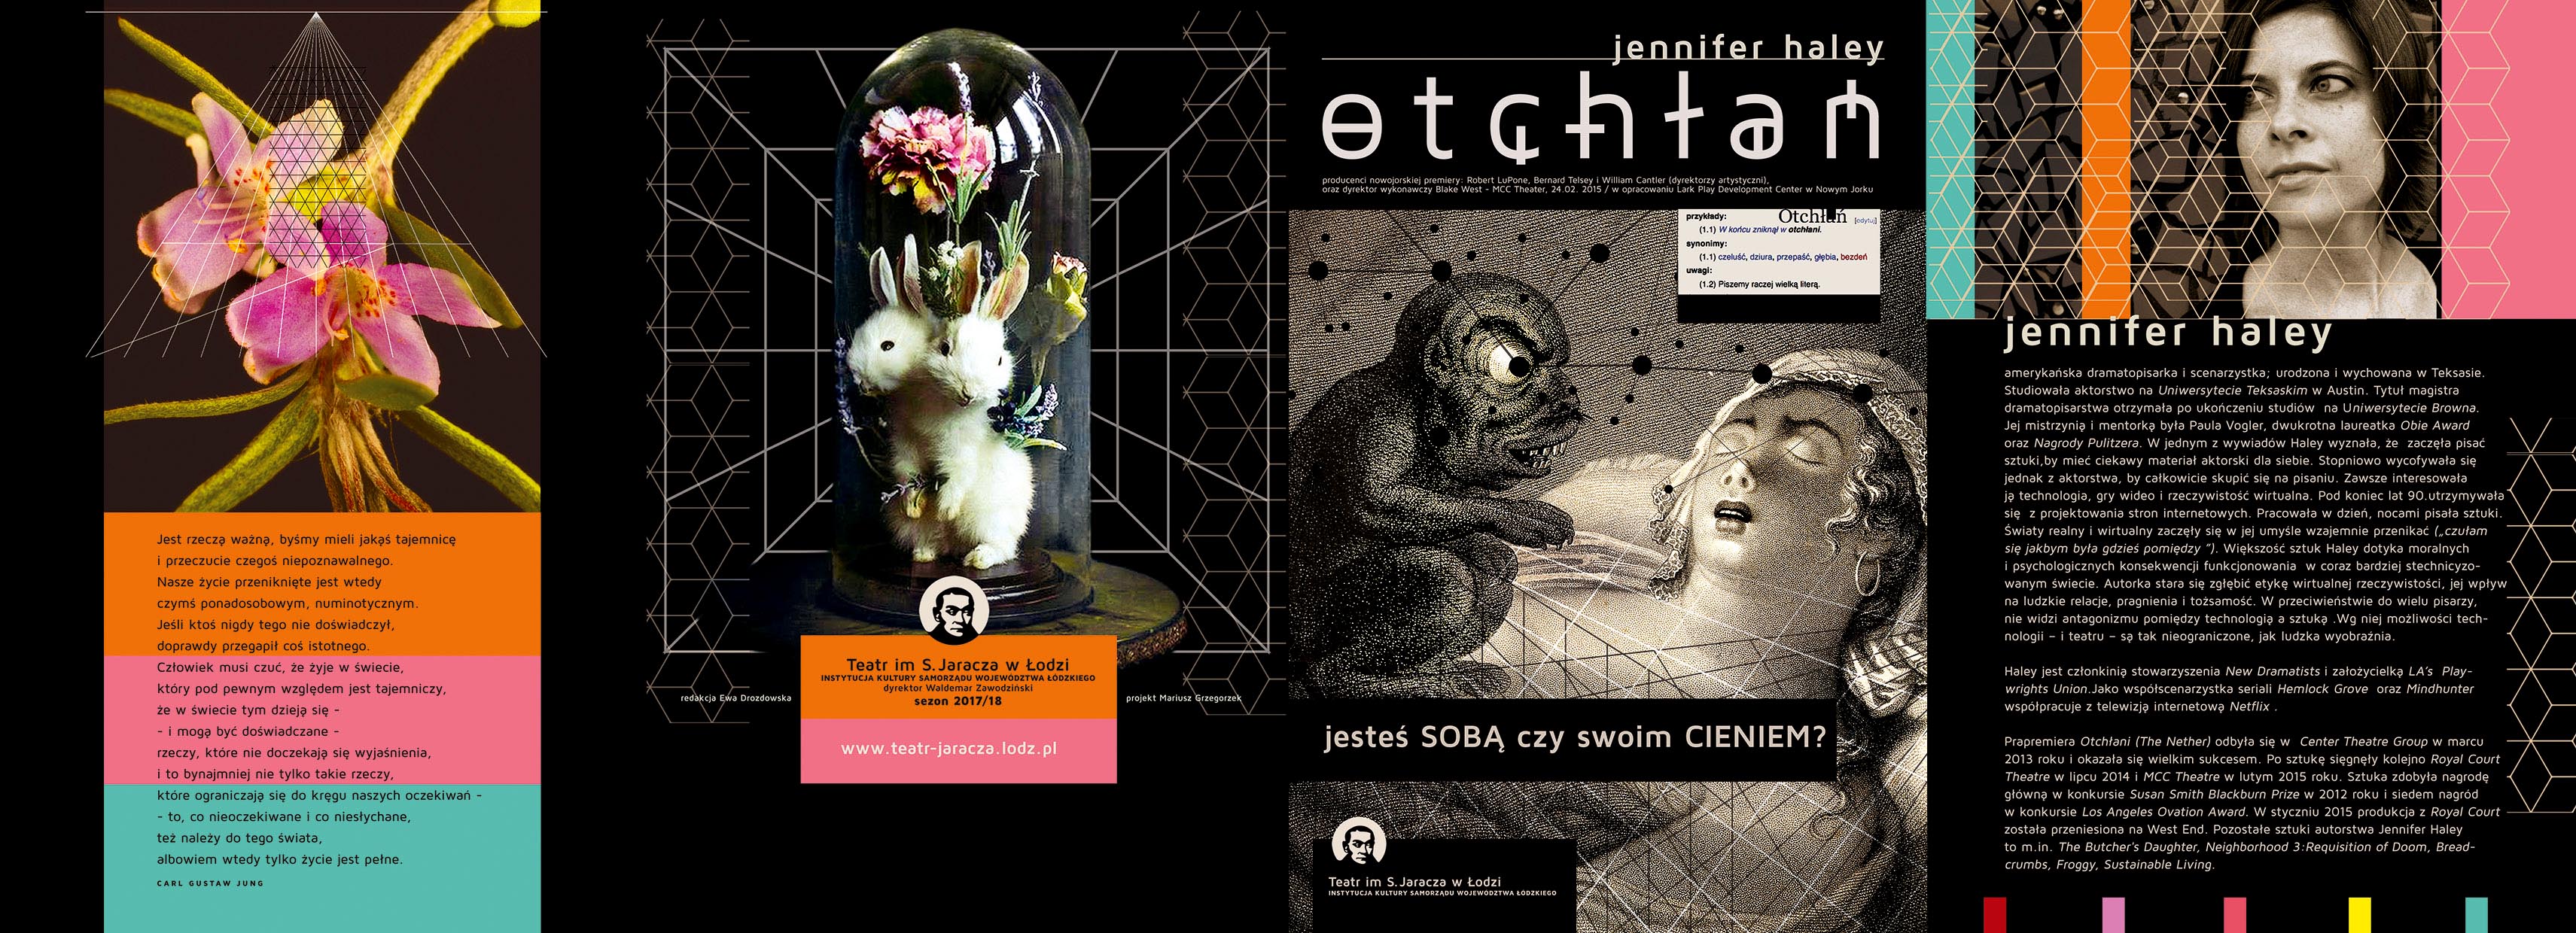 Jest rzeczą ważną, byśmy mieli jakąś tajemnicę
i przeczucie czegoś niepoznawalnego.
Nasze życie przeniknięte jest wtedy
czymś ponadosobowym, numinotycznym.
Jeśli ktoś nigdy tego nie doświadczył,
doprawdy przegapił coś istotnego.
Człowiek musi czuć, że żyje w świecie,
który pod pewnym względem jest tajemniczy,
że w świecie tym dzieją się -
- i mogą być doświadczane -
rzeczy, które nie doczekają się wyjaśnienia,
i to bynajmniej nie tylko takie rzeczy,
które ograniczają się do kręgu naszych oczekiwań -
- to, co nieoczekiwane i co niesłychane,
też należy do tego świata,
albowiem wtedy tylko życie jest pełne.
CARL GUSTAW JUNG
Teatr im S.Jaracza w Łodzi
INSTYTUCJA KULTURY SAMORZĄDU WOJEWÓDZTWA ŁÓDZKIEGO
dyrektor Waldemar Zawodziński
sezon 2017/18
redakcja Ewa Drozdowska
projekt Mariusz Grzegorzek
www.teatr-jaracza.lodz.pl
jennifer haley
otchłań
producenci nowojorskiej premiery: Robert LuPone, Bernard Telsey i William Cantler (dyrektorzy artystyczni),
oraz dyrektor wykonawczy Blake West - MCC Theater, 24.02. 2015 / w opracowaniu Lark Play Development Center w Nowym Jorku
Otchłań [edytuj]
przykłady:
(1.1) W końcu zniknął w otchłani.
synonimy:
(1.1) czeluść, dziura, przepaść, głębia, bezdeń
uwagi:
(1.2) Piszemy raczej wielką literą.
jesteś SOBĄ czy swoim CIENIEM?
Teatr im S.Jaracza w Łodzi
INSTYTUCJA KULTURY SAMORZĄDU WOJEWÓDZTWA ŁÓDZKIEGO
jennifer haley
amerykańska dramatopisarka i scenarzystka; urodzona i wychowana w Teksasie.
Studiowała aktorstwo na Uniwersytecie Teksaskim w Austin. Tytuł magistra
dramatopisarstwa otrzymała po ukończeniu studiów na Uniwersytecie Browna.
Jej mistrzynią i mentorką była Paula Vogler, dwukrotna laureatka Obie Award
oraz Nagrody Pulitzera. W jednym z wywiadów Haley wyznała, że zaczęła pisać
sztuki,by mieć ciekawy materiał aktorski dla siebie. Stopniowo wycofywała się
jednak z aktorstwa, by całkowicie skupić się na pisaniu. Zawsze interesowała
ją technologia, gry wideo i rzeczywistość wirtualna. Pod koniec lat 90.utrzymywała
się z projektowania stron internetowych. Pracowała w dzień, nocami pisała sztuki.
Światy realny i wirtualny zaczęły się w jej umyśle wzajemnie przenikać („czułam
się jakbym była gdzieś pomiędzy ”). Większość sztuk Haley dotyka moralnych
i psychologicznych konsekwencji funkcjonowania w coraz bardziej stechnicyzo-
wanym świecie. Autorka stara się zgłębić etykę wirtualnej rzeczywistości, jej wpływ
na ludzkie relacje, pragnienia i tożsamość. W przeciwieństwie do wielu pisarzy,
nie widzi antagonizmu pomiędzy technologią a sztuką .Wg niej możliwości tech-
nologii – i teatru – są tak nieograniczone, jak ludzka wyobraźnia.
Haley jest członkinią stowarzyszenia New Dramatists i założycielką LA’s Play-
wrights Union.Jako współscenarzystka seriali Hemlock Grove oraz Mindhunter
współpracuje z telewizją internetową Netflix .
Prapremiera Otchłani (The Nether) odbyła się w Center Theatre Group w marcu
2013 roku i okazała się wielkim sukcesem. Po sztukę sięgnęły kolejno Royal Court
Theatre w lipcu 2014 i MCC Theatre w lutym 2015 roku. Sztuka zdobyła nagrodę
główną w konkursie Susan Smith Blackburn Prize w 2012 roku i siedem nagród
w konkursie Los Angeles Ovation Award. W styczniu 2015 produkcja z Royal Court
została przeniesiona na West End. Pozostałe sztuki autorstwa Jennifer Haley
to m.in. The Butcher's Daughter, Neighborhood 3:Requisition of Doom, Bread-
crumbs, Froggy, Sustainable Living.